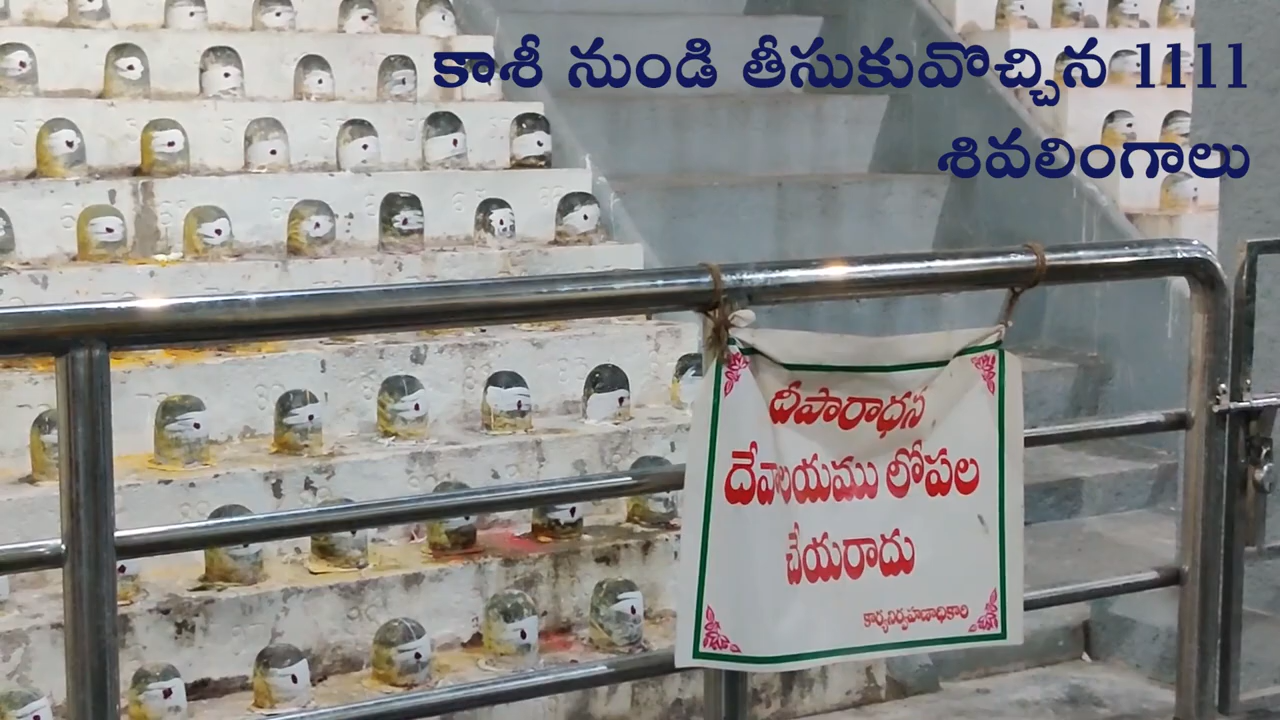 కాశీ నుండి తీసుకువొచ్చిన 1111
శివలింగాలు
దీపారాధన
దేవాలయము లోపల
చేయరాదు
కార్యనిర్వహణాధికారి